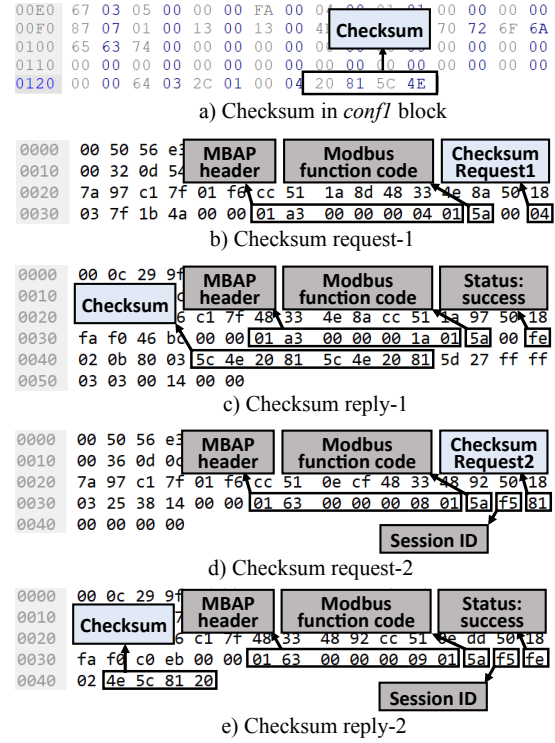 00E0 67 03 05 00 00 00 FA 00
00F0 87 00 01 00 13 00 13 00 70 72 6F 6A
0100 65 63 74 00 00 00 00 00 00 00 00 00
0110 00 00 00 00 00 00 00 00 00 00 00 00 00 00 00 00
0120 00 00 64 03 2C 01 00 04 20 81 5C 4E
Checksum
a) Checksum in conf1 block
0000 00 50 56 e3
0010 00 32 0d 54
0020 7a 97 c1 7f 01 f6 cc 51 1a 8d 48 33 4e 8a 50 18
0030 03 7f 1b 4a 00 00 01 a3 00 00 00 04 01 5a 00 04
MBAP header
Modbus function code
Checksum Request1
b) Checksum request-1
0000 00 0c 29 9f
0010
0020 c1 7f 48 33 4e 8a cc 51 1a 97 50 18
0030 fa f0 46 bc 00 00 01 a3 00 00 00 1a 01 5a 00 fe
0040 02 0b 80 03 5c 4e 20 81 5c 4e 20 81 5d 27 ff ff
0050 03 03 00 14 00 00
Checksum
MBAP header
Modbus function code
Status: success
c) Checksum reply-1
0000 00 50 56 e3
0010 00 36 0d 0c
0020 7a 97 c1 7f 01 f6 cc 51 0e cf 48 33 48 92 50 18
0030 03 25 38 14 00 00 01 63 00 00 00 08 01 5a f5 81
0040 00 00 00 00
MBAP header
Modbus function code
Checksum Request2
Session ID
d) Checksum request-2
0000 00 0c 29 9f
0010
0020 c1 7f 48 33 48 92 cc 51 0e dd 50 18
0030 fa f0 c0 eb 00 00 01 63 00 00 00 09 01 5a f5 fe
0040 02 4e 5c 81 20
Checksum
MBAP header
Modbus function code
Status: success
Session ID
e) Checksum reply-2